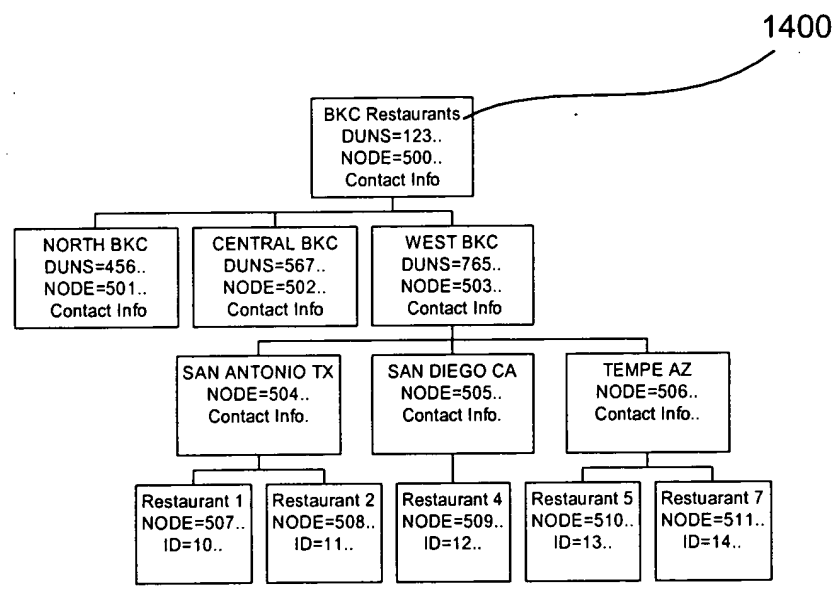 1400
BKC Restaurants
DUNS=123..
NODE=500..
Contact Info
NORTH BKC
DUNS=456..
NODE=501..
Contact Info
CENTRAL BKC
DUNS=567..
NODE=502..
Contact Info
WEST BKC
DUNS=765..
NODE=503..
Contact Info
SAN ANTONIO TX
NODE=504..
Contact Info.
SAN DIEGO CA
NODE=505..
Contact Info.
TEMPE AZ
NODE=506..
Contact Info..
Restaurant 1
NODE=507..
ID=10..
Restaurant 2
NODE=508..
ID=11..
Restaurant 4
NODE=509..
ID=12..
Restaurant 5
NODE=510..
ID=13..
Restuarant 7
NODE=511..
ID=14..